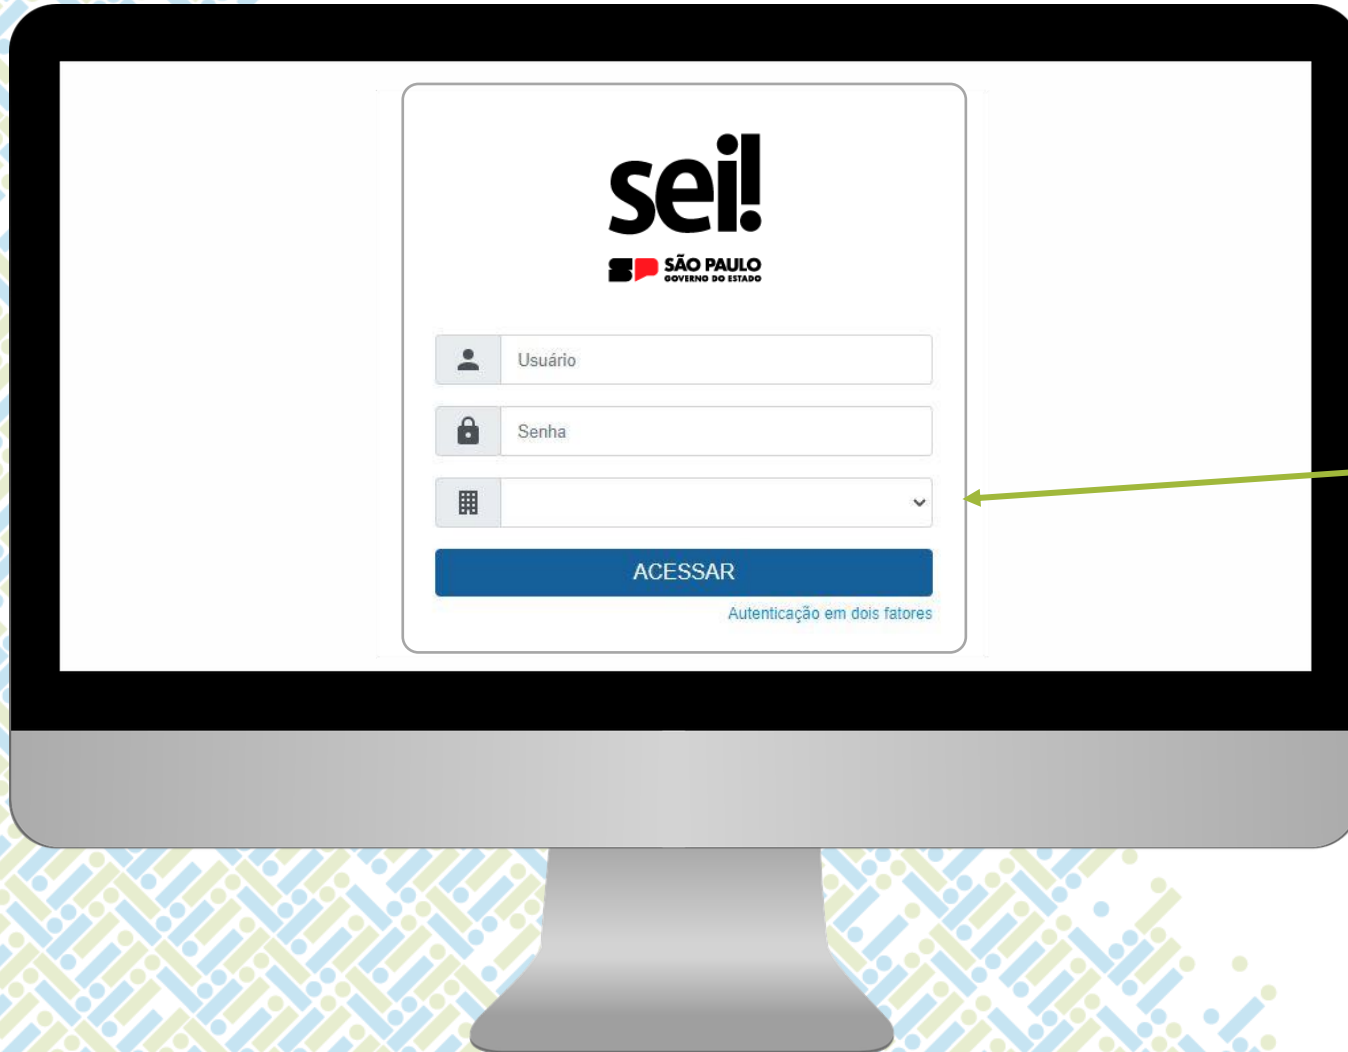 sei!
SÃO PAULO
GOVERNO DO ESTADO
Usuário
Senha
ACESSAR
Autenticação em dois fatores